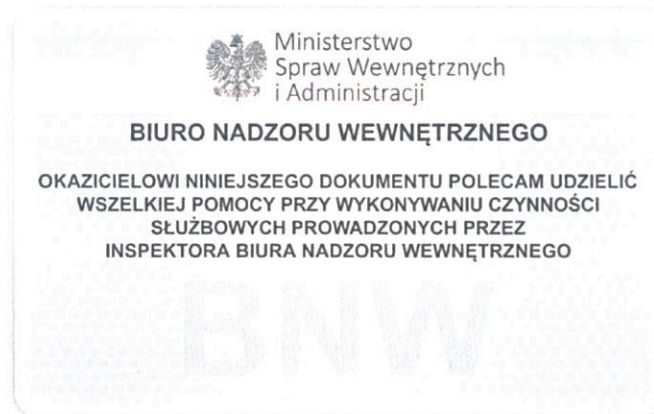 Ministerstwo
Spraw Wewnętrznych
i Administracji
BIURO NADZORU WEWNĘTRZNEGO
OKAZICIELOWI NINIEJSZEGO DOKUMENTU POLECAM UDZIELIĆ
WSZELKIEJ POMOCY PRZY WYKONYWANIU CZYNNOŚCI
SŁUŻBOWYCH PROWADZONYCH PRZEZ
INSPEKTORA BIURA NADZORU WEWNĘTRZNEGO
BNW